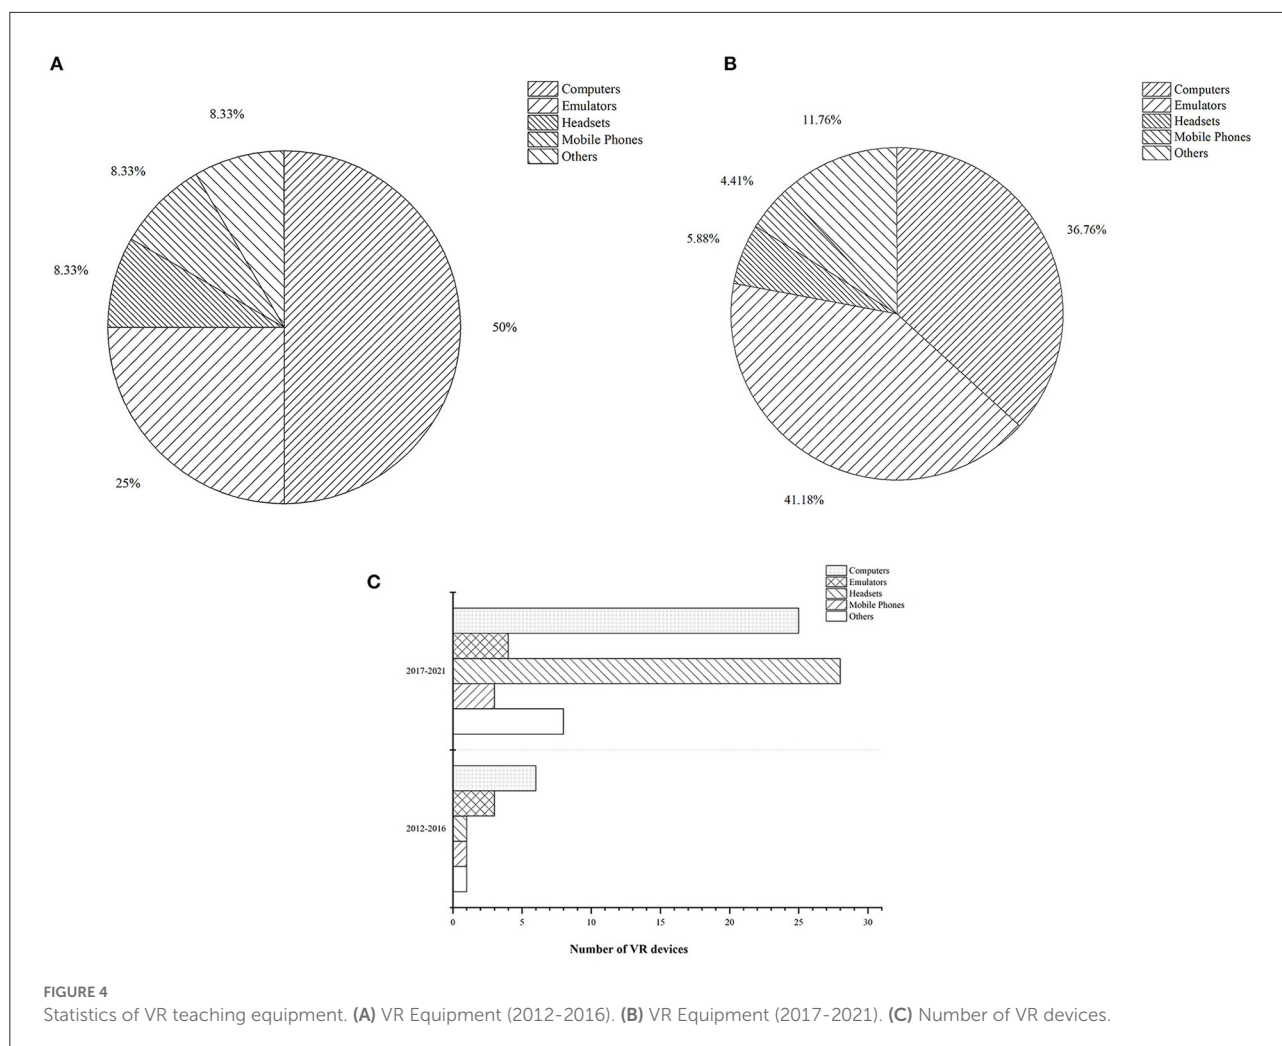 A
Computers
Emulators
Headsets
Mobile Phones
Others
8.33%
8.33%
8.33%
50%
25%
B
Computers
Emulators
Headsets
Mobile Phones
Others
11.76%
4.41%
5.88%
36.76%
41.18%
C
Computers
Emulators
Headsets
Mobile Phones
Others
2017-2021
2012-2016
0 5 10 15 20 25 30
Number of VR devices
FIGURE 4
Statistics of VR teaching equipment. (A) VR Equipment (2012-2016). (B) VR Equipment (2017-2021). (C) Number of VR devices.